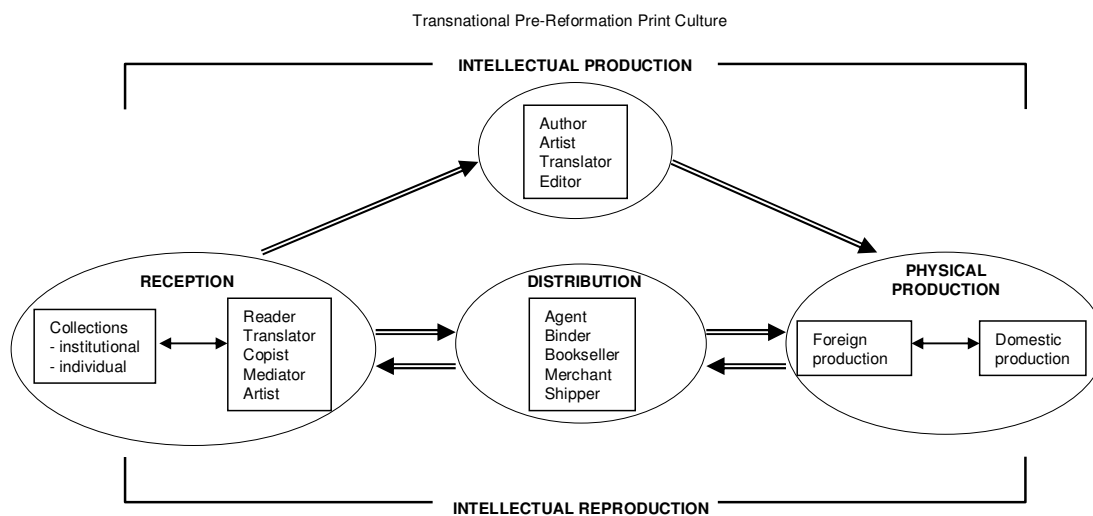 Transnational Pre-Reformation Print Culture
INTELLECTUAL PRODUCTION
Author
Artist
Translator
Editor
RECEPTION
Collections
- institutional
- individual
Reader
Translator
Copist
Mediator
Artist
DISTRIBUTION
Agent
Binder
Bookseller
Merchant
Shipper
PHYSICAL
PRODUCTION
Foreign
production
Domestic
production
INTELLECTUAL REPRODUCTION